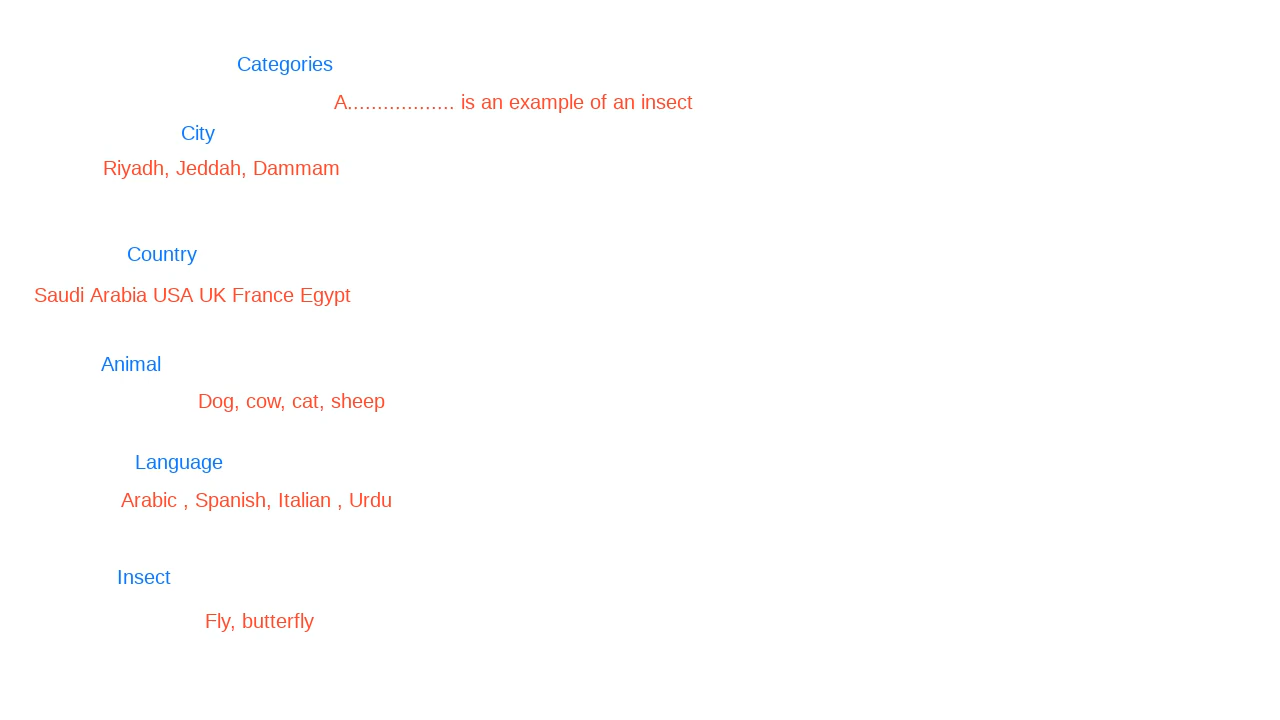 Categories
A.................. is an example of an insect
City
Riyadh, Jeddah, Dammam
Country
Saudi Arabia USA UK France Egypt
Animal
Dog, cow, cat, sheep
Language
Arabic , Spanish, Italian , Urdu
Insect
Fly, butterfly